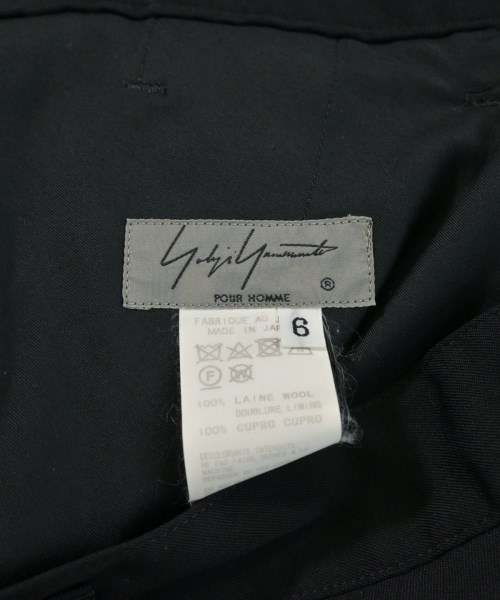 Yohji Yamamoto
®
POUR HOMME
FABRIQUE AU J
MADE IN JAP
6
F W
100% LAINE WOOL
DOUBLURE, LINING
100% CUPRO CUPRO